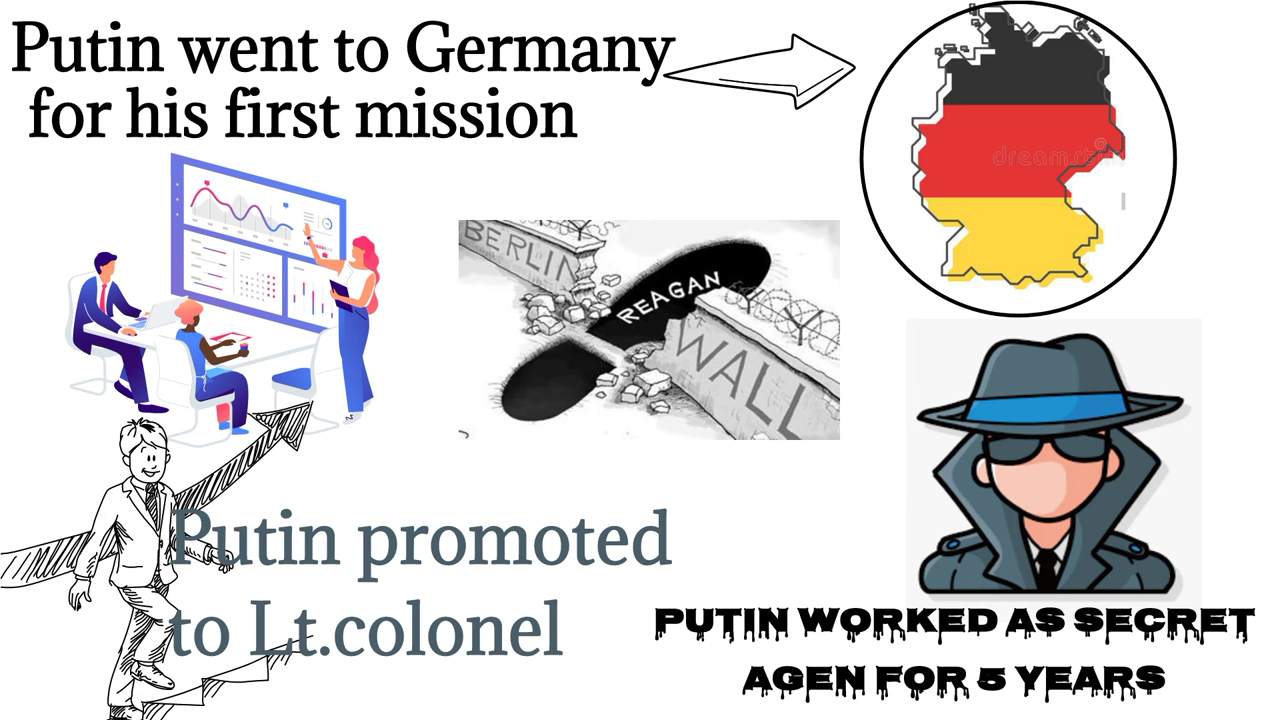 Putin went to Germany
for his first mission
dreamsti
BERLIN
REAGAN
WALL
Putin promoted
to Lt.colonel
PUTIN WORKED AS SECRET
AGEN FOR 5 YEARS